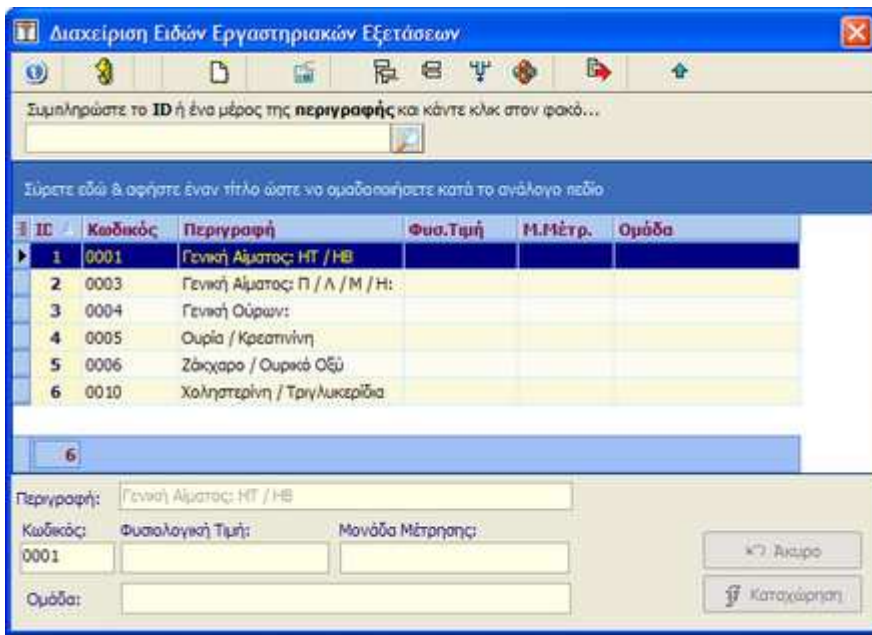 Διαχείριση Ειδών Εργαστηριακών Εξετάσεων
Συμπληρώστε το ID ή ένα μέρος της περιγραφής και κάντε κλικ στον φακό...
Σύρετε εδώ & αφήστε έναν τίτλο ώστε να ομαδοποιήσετε κατά το ανάλογο πεδίο
ID Κωδικός Περιγραφή Φυσ.Τιμή Μ.Μέτρ. Ομάδα
1 0001 Γενική Αίματος: HT / HB
2 0003 Γενική Αίματος: Π / Λ / Μ / Η:
3 0004 Γενική Ούρων:
4 0005 Ουρία / Κρεατινίνη
5 0006 Ζάκχαρο / Ουρικό Οξύ
6 0010 Χοληστερίνη / Τριγλυκερίδια
6
Περιγραφή: Γενική Αίματος: HT / HB
Κωδικός: Φυσιολογική Τιμή: Μονάδα Μέτρησης:
0001
Άκυρο
Ομάδα:
Καταχώρηση